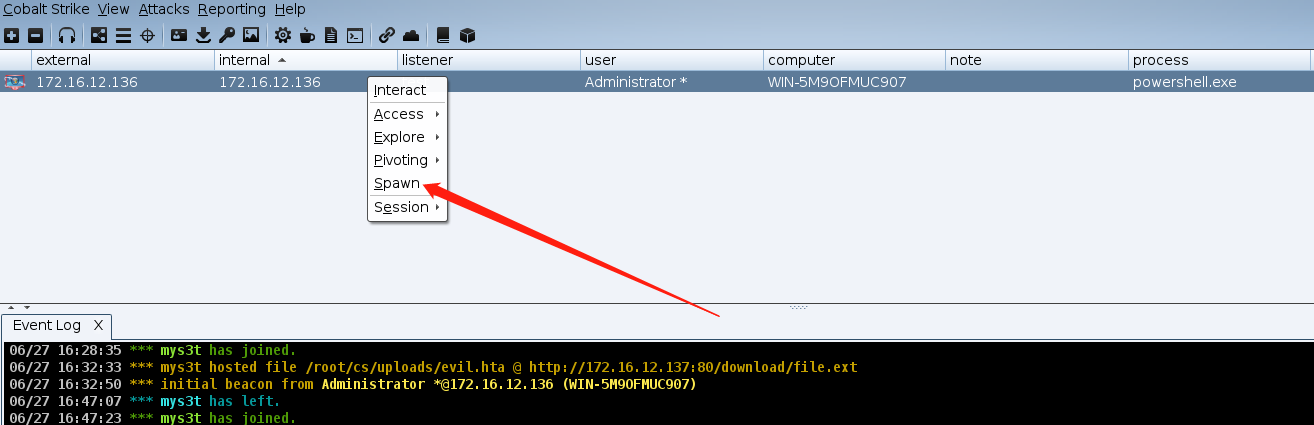 Cobalt Strike View Attacks Reporting Help
external internal listener user computer note process
172.16.12.136 172.16.12.136 Administrator * WIN-5M9OFMUC907 powershell.exe
Interact
Access
Explore
Pivoting
Spawn
Session
Event Log X
06/27 16:28:35 *** mys3t has joined.
06/27 16:32:33 *** mys3t hosted file /root/cs/uploads/evil.hta @ http://172.16.12.137:80/download/file.ext
06/27 16:32:50 *** initial beacon from Administrator *@172.16.12.136 (WIN-5M9OFMUC907)
06/27 16:47:07 *** mys3t has left.
06/27 16:47:23 *** mys3t has joined.